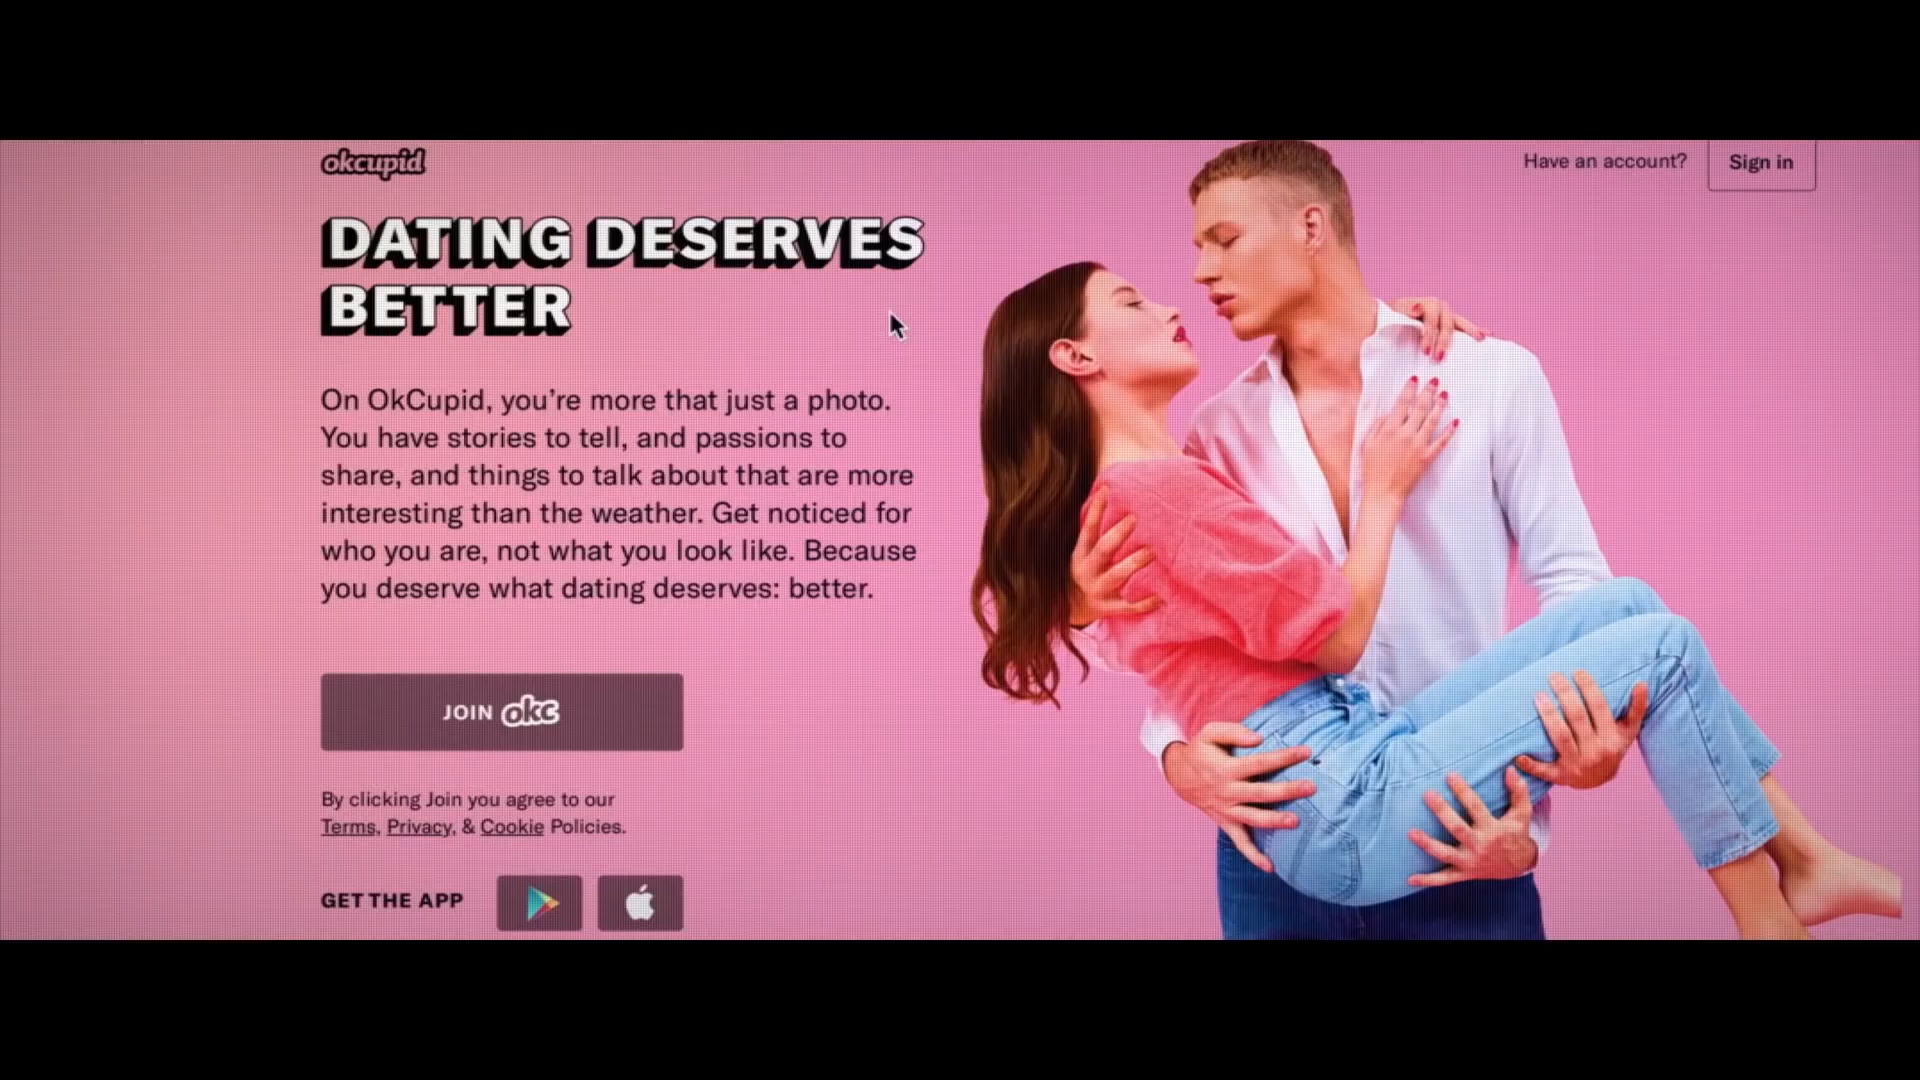 okcupid
Have an account?
Sign in
DATING DESERVES
BETTER
On OkCupid, you're more that just a photo.
You have stories to tell, and passions to
share, and things to talk about that are more
interesting than the weather. Get noticed for
who you are, not what you look like. Because
you deserve what dating deserves: better.
JOIN okc
By clicking Join you agree to our
Terms, Privacy, & Cookie Policies.
GET THE APP